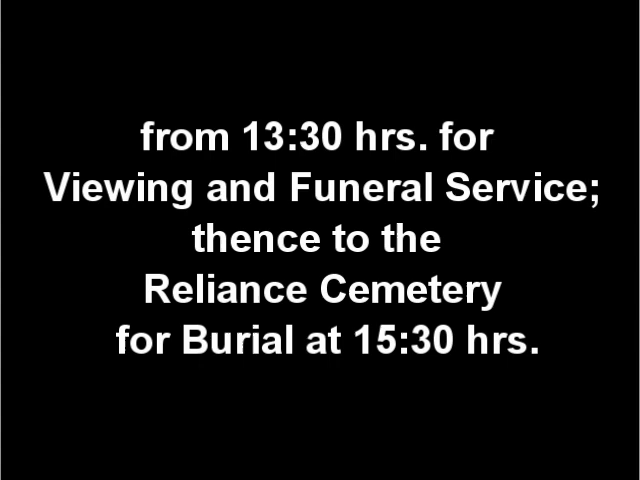 from 13:30 hrs. for
Viewing and Funeral Service;
thence to the
Reliance Cemetery
for Burial at 15:30 hrs.